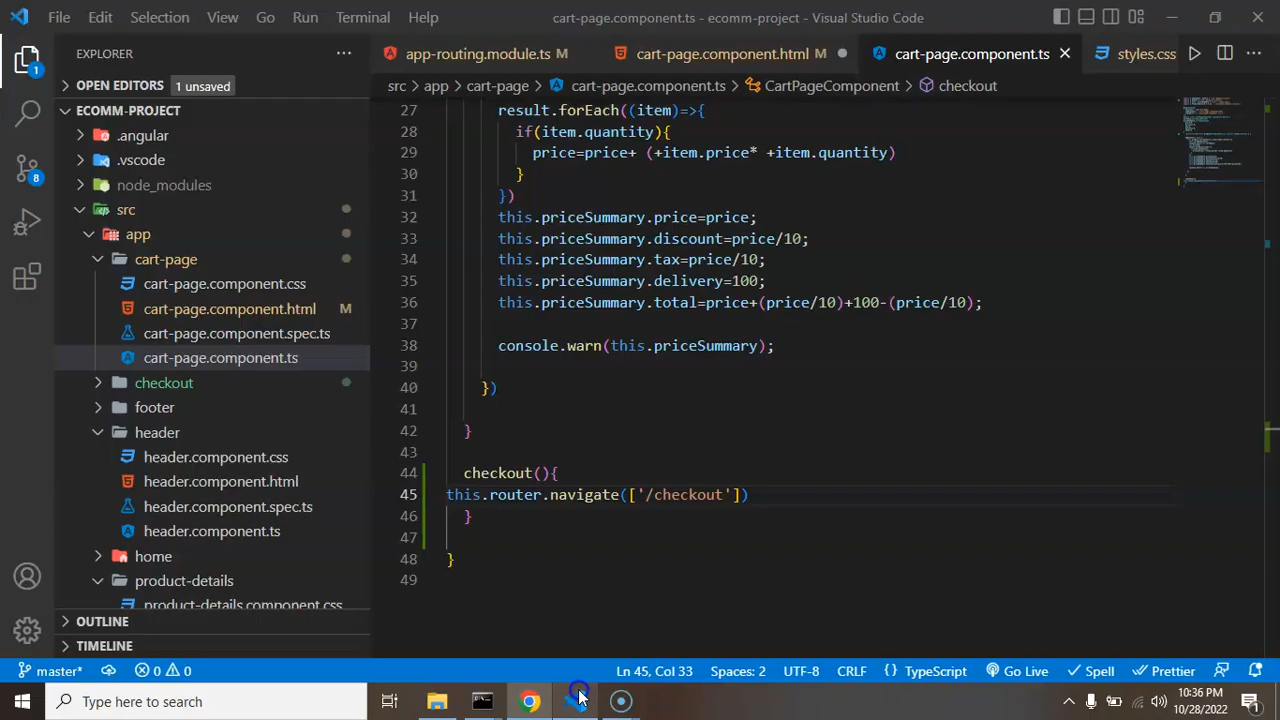 File Edit Selection View Go Run Terminal Help cart-page.component.ts - ecomm-project - Visual Studio Code
EXPLORER
OPEN EDITORS 1 unsaved
ECOMM-PROJECT
.angular
.vscode
node_modules
src
app
cart-page
cart-page.component.css
cart-page.component.html M
cart-page.component.spec.ts
cart-page.component.ts
checkout
footer
header
header.component.css
header.component.html
header.component.spec.ts
header.component.ts
home
product-details
product-details.component.css
OUTLINE
TIMELINE
1
8
app-routing.module.ts M cart-page.component.html M cart-page.component.ts styles.css
src > app > cart-page > cart-page.component.ts > CartPageComponent > checkout
27 result.forEach((item)=>{
28 if(item.quantity){
29 price=price+ (+item.price* +item.quantity)
30 }
31 })
32 this.priceSummary.price=price;
33 this.priceSummary.discount=price/10;
34 this.priceSummary.tax=price/10;
35 this.priceSummary.delivery=100;
36 this.priceSummary.total=price+(price/10)+100-(price/10);
37
38 console.warn(this.priceSummary);
39
40 })
41
42 }
43
44 checkout(){
45 this.router.navigate(['/checkout'])
46 }
47
48 }
49
master* 0 0 Ln 45, Col 33 Spaces: 2 UTF-8 CRLF { } TypeScript Go Live Spell Prettier
Type here to search
10:36 PM
10/28/2022
1